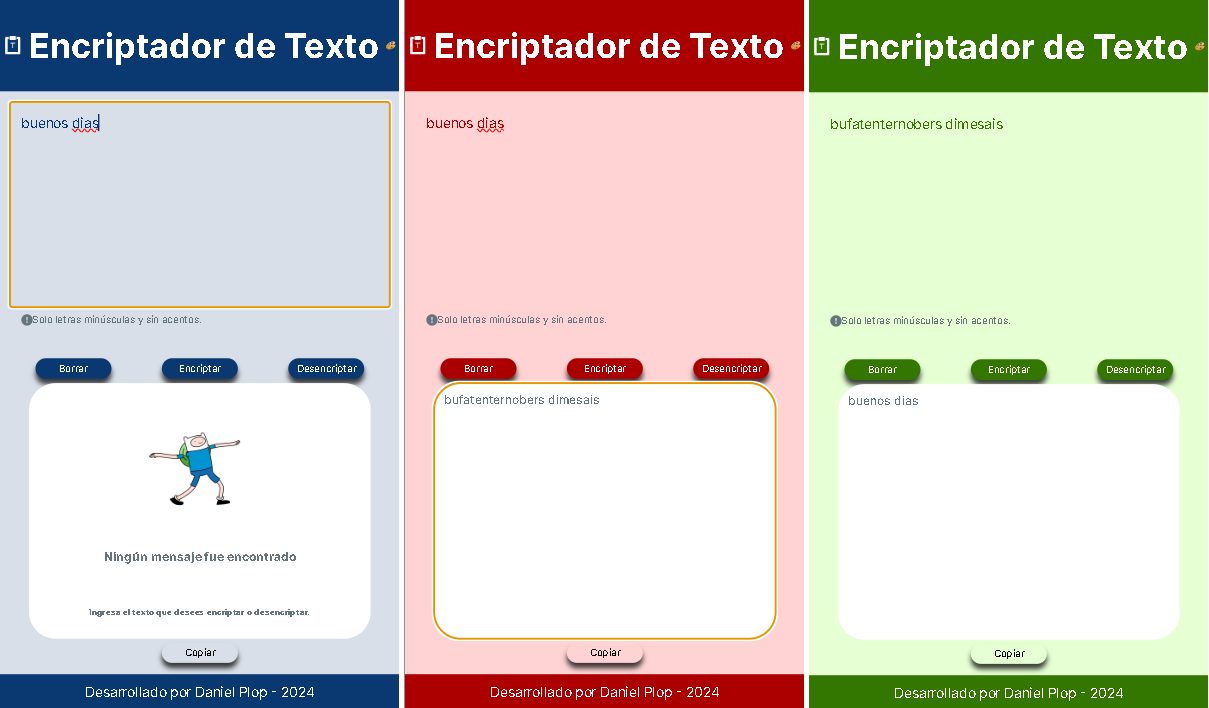 Encriptador de Texto
buenos dias
Solo letras minúsculas y sin acentos.
Borrar Encriptar Desencriptar
Ningún mensaje fue encontrado
Ingresa el texto que desees encriptar o desencriptar.
Copiar
Desarrollado por Daniel Plop - 2024
Encriptador de Texto
buenos dias
Solo letras minúsculas y sin acentos.
Borrar Encriptar Desencriptar
bufatenternobers dimesais
Copiar
Desarrollado por Daniel Plop - 2024
Encriptador de Texto
bufatenternobers dimesais
Solo letras minúsculas y sin acentos.
Borrar Encriptar Desencriptar
buenos dias
Copiar
Desarrollado por Daniel Plop - 2024